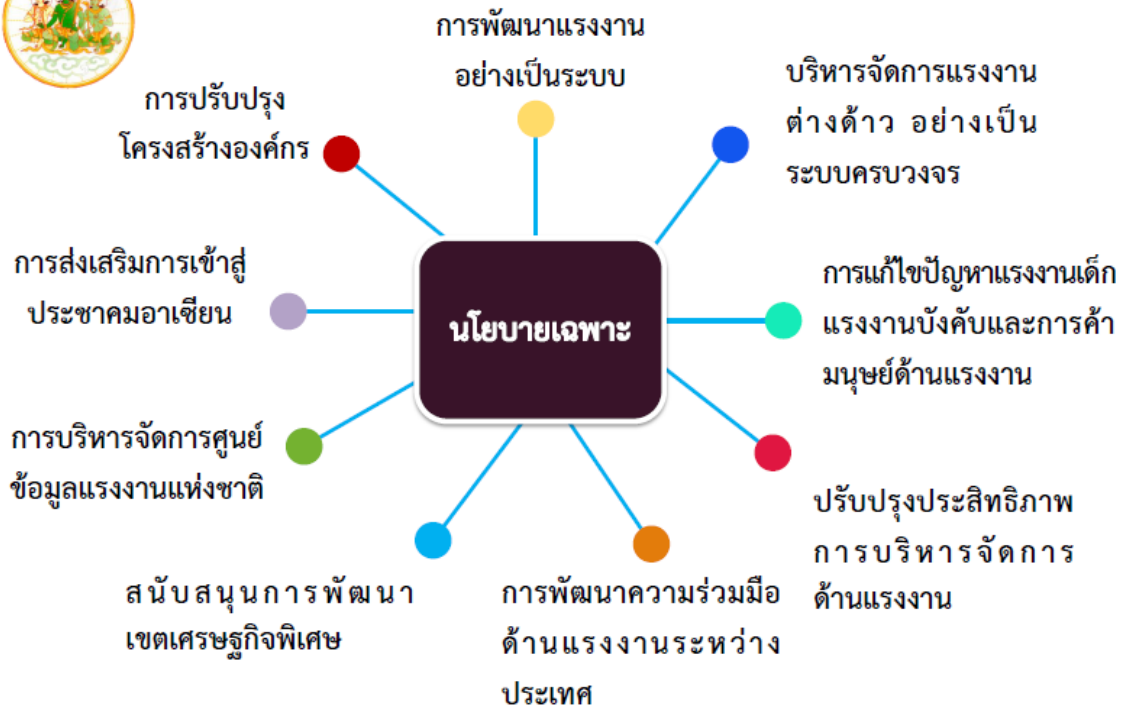 การพัฒนาแรงงาน
อย่างเป็นระบบ
บริหารจัดการแรงงาน
ต่างด้าว อย่างเป็น
ระบบครบวงจร
การแก้ไขปัญหาแรงงานเด็ก
แรงงานบังคับและการค้า
มนุษย์ด้านแรงงาน
ปรับปรุงประสิทธิภาพ
การบริหารจัดการ
ด้านแรงงาน
การพัฒนาความร่วมมือ
ด้านแรงงานระหว่าง
ประเทศ
สนับสนุนการพัฒนา
เขตเศรษฐกิจพิเศษ
การบริหารจัดการศูนย์
ข้อมูลแรงงานแห่งชาติ
การส่งเสริมการเข้าสู่
ประชาคมอาเซียน
การปรับปรุง
โครงสร้างองค์กร
นโยบายเฉพาะ